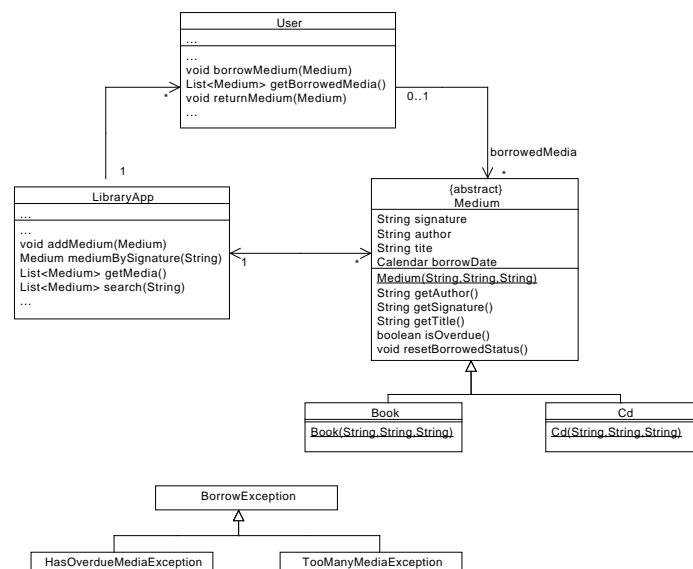 User
...
...
void borrowMedium(Medium)
List<Medium> getBorrowedMedia()
void returnMedium(Medium)
...
*
0..1
1
borrowedMedia
*
LibraryApp
...
...
void addMedium(Medium)
Medium mediumBySignature(String)
List<Medium> getMedia()
List<Medium> search(String)
...
1
*
{abstract}
Medium
String signature
String author
String tite
Calendar borrowDate
Medium(String,String,String)
String getAuthor()
String getSignature()
String getTitle()
boolean isOverdue()
void resetBorrowedStatus()
Book
Book(String,String,String)
Cd
Cd(String,String,String)
BorrowException
HasOverdueMediaException
TooManyMediaException